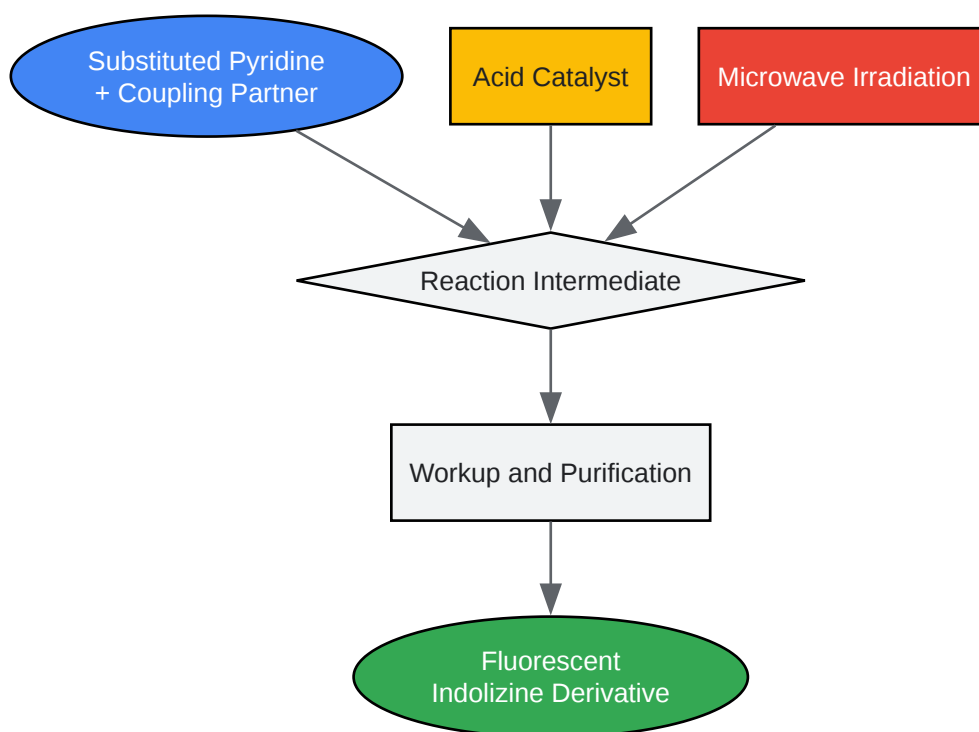 Substituted Pyridine
+ Coupling Partner
Acid Catalyst
Microwave Irradiation
Reaction Intermediate
Workup and Purification
Fluorescent
Indolizine Derivative